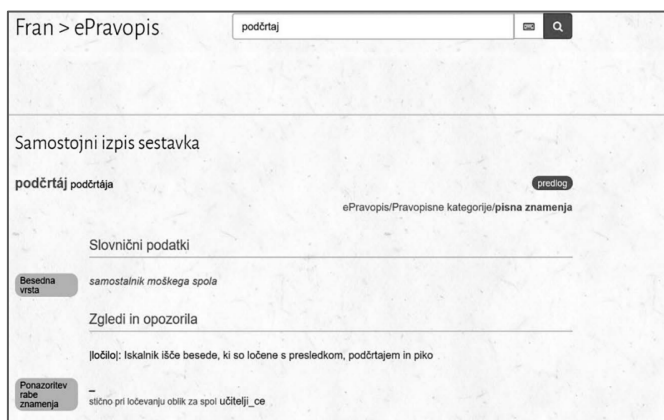 Fran > ePravopis
podčrtaj
Samostojni izpis sestavka
podčrtáj podčrtája
predlog
ePravopis/Pravopisne kategorije/pisna znamenja
Slovnični podatki
Besedna vrsta
samostalnik moškega spola
Zgledi in opozorila
|ločilo|: Iskalnik išče besede, ki so ločene s presledkom, podčrtajem in piko
Ponazoritev rabe znamenja
_
stično pri ločevanju oblik za spol učitelji_ce